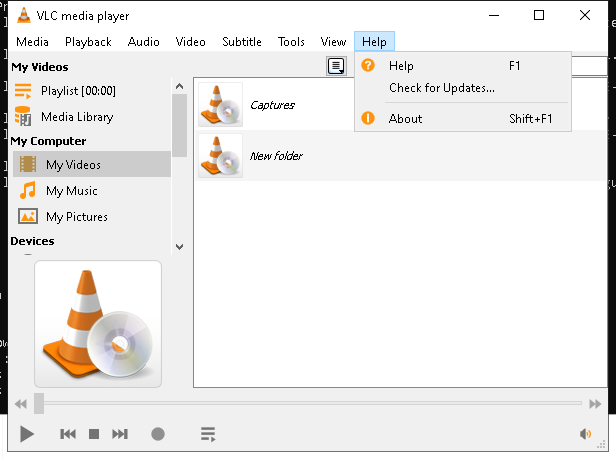 VLC media player
Media Playback Audio Video Subtitle Tools View Help
My Videos
Playlist [00:00]
Media Library
My Computer
My Videos
My Music
My Pictures
Devices
Captures
New folder
Help F1
Check for Updates...
About Shift+F1